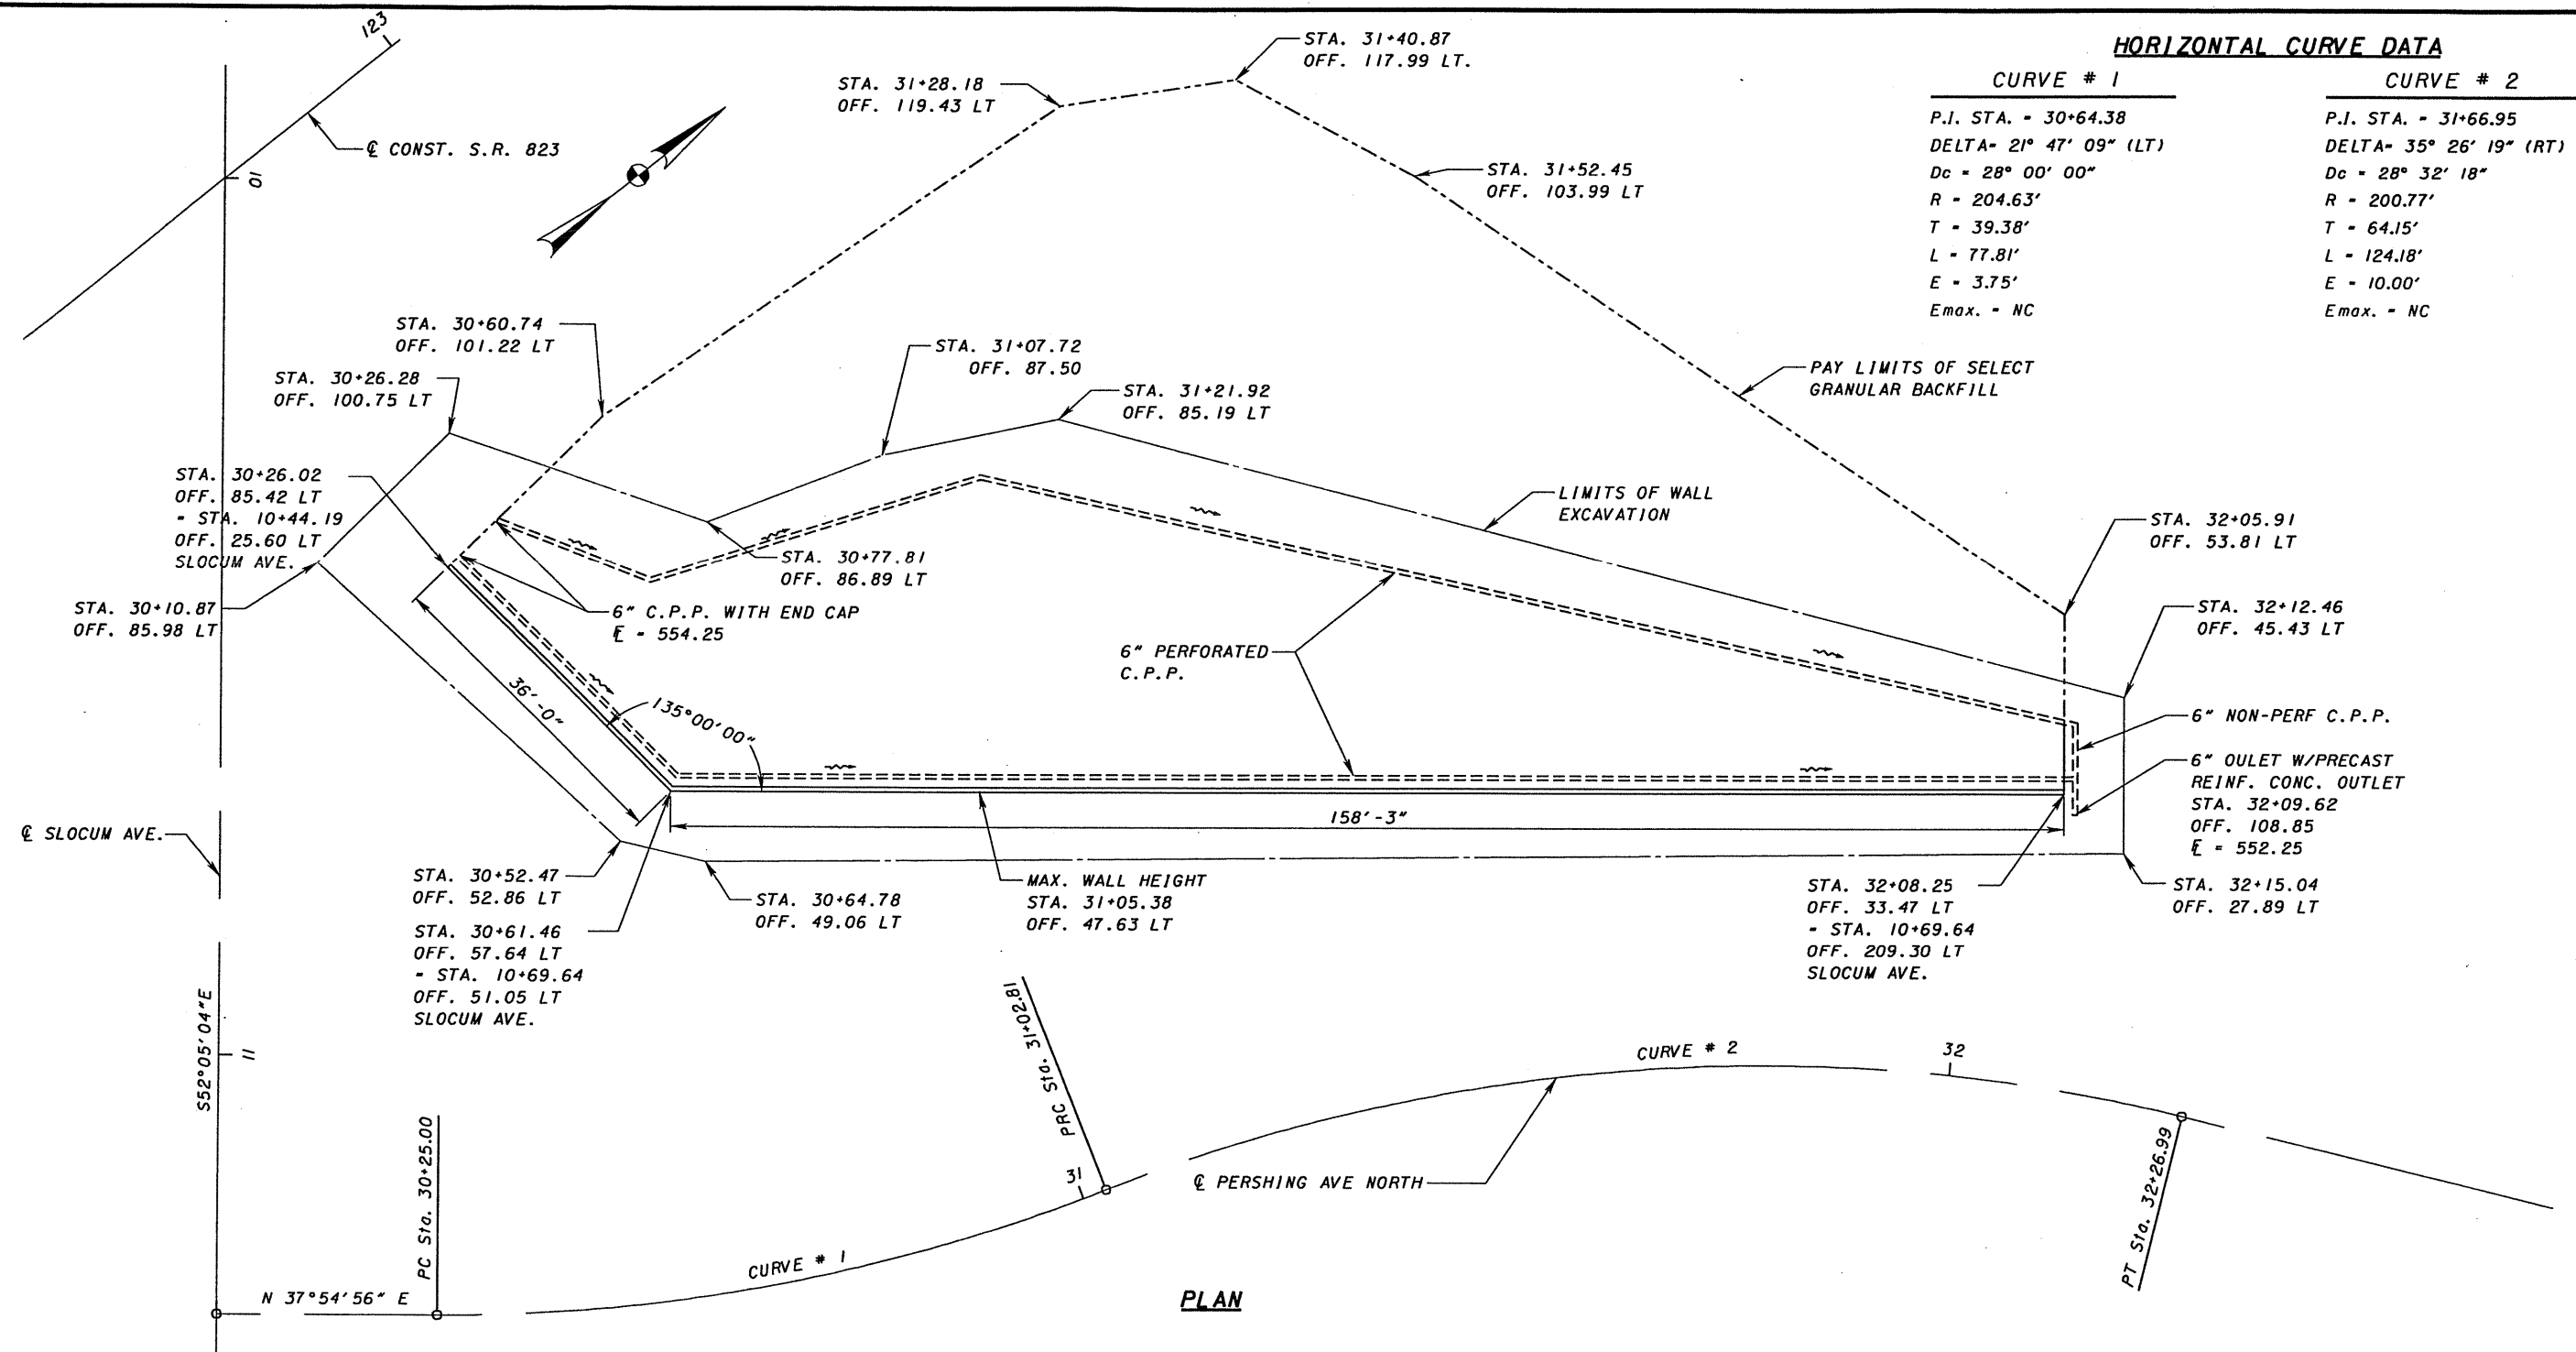 HORIZONTAL CURVE DATA
CURVE # 1
P.I. STA. = 30+64.38
DELTA= 21° 47' 09" (LT)
Dc = 28° 00' 00"
R = 204.63'
T = 39.38'
L = 77.81'
E = 3.75'
Emax. = NC
CURVE # 2
P.I. STA. = 31+66.95
DELTA= 35° 26' 19" (RT)
Dc = 28° 32' 18"
R = 200.77'
T = 64.15'
L = 124.18'
E = 10.00'
Emax. = NC
123
℄ CONST. S.R. 823
10
STA. 31+40.87
OFF. 117.99 LT.
STA. 31+28.18
OFF. 119.43 LT
STA. 31+52.45
OFF. 103.99 LT
STA. 30+60.74
OFF. 101.22 LT
STA. 31+07.72
OFF. 87.50
STA. 30+26.28
OFF. 100.75 LT
STA. 31+21.92
OFF. 85.19 LT
PAY LIMITS OF SELECT
GRANULAR BACKFILL
STA. 30+26.02
OFF. 85.42 LT
= STA. 10+44.19
OFF. 25.60 LT
SLOCUM AVE.
LIMITS OF WALL
EXCAVATION
STA. 32+05.91
OFF. 53.81 LT
STA. 30+77.81
OFF. 86.89 LT
STA. 30+10.87
OFF. 85.98 LT
6" C.P.P. WITH END CAP
℄ = 554.25
STA. 32+12.46
OFF. 45.43 LT
6" PERFORATED
C.P.P.
36'-0"
135°00'00"
6" NON-PERF C.P.P.
6" OULET W/PRECAST
REINF. CONC. OUTLET
STA. 32+09.62
OFF. 108.85
℄ = 552.25
158'-3"
℄ SLOCUM AVE.
STA. 30+52.47
OFF. 52.86 LT
STA. 30+64.78
OFF. 49.06 LT
MAX. WALL HEIGHT
STA. 31+05.38
OFF. 47.63 LT
STA. 32+08.25
OFF. 33.47 LT
= STA. 10+69.64
OFF. 209.30 LT
SLOCUM AVE.
STA. 32+15.04
OFF. 27.89 LT
STA. 30+61.46
OFF. 57.64 LT
= STA. 10+69.64
OFF. 51.05 LT
SLOCUM AVE.
S52°05'04"E
11
PRC Sta. 31+02.81
CURVE # 2
32
PC Sta. 30+25.00
31
℄ PERSHING AVE NORTH
PT Sta. 32+26.99
CURVE # 1
N 37°54'56" E
PLAN